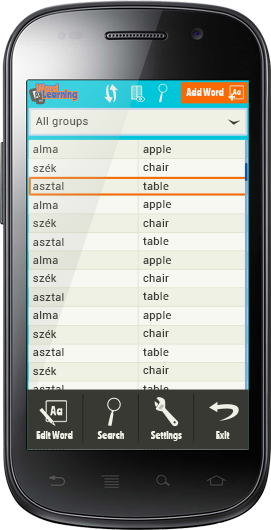 Word
Learning
Add Word
Aa
All groups
alma apple
szék chair
asztal table
alma apple
szék chair
asztal table
alma apple
szék chair
asztal table
alma apple
szék chair
asztal table
szék chair
asztal table
Aa
Edit Word Search Settings Exit